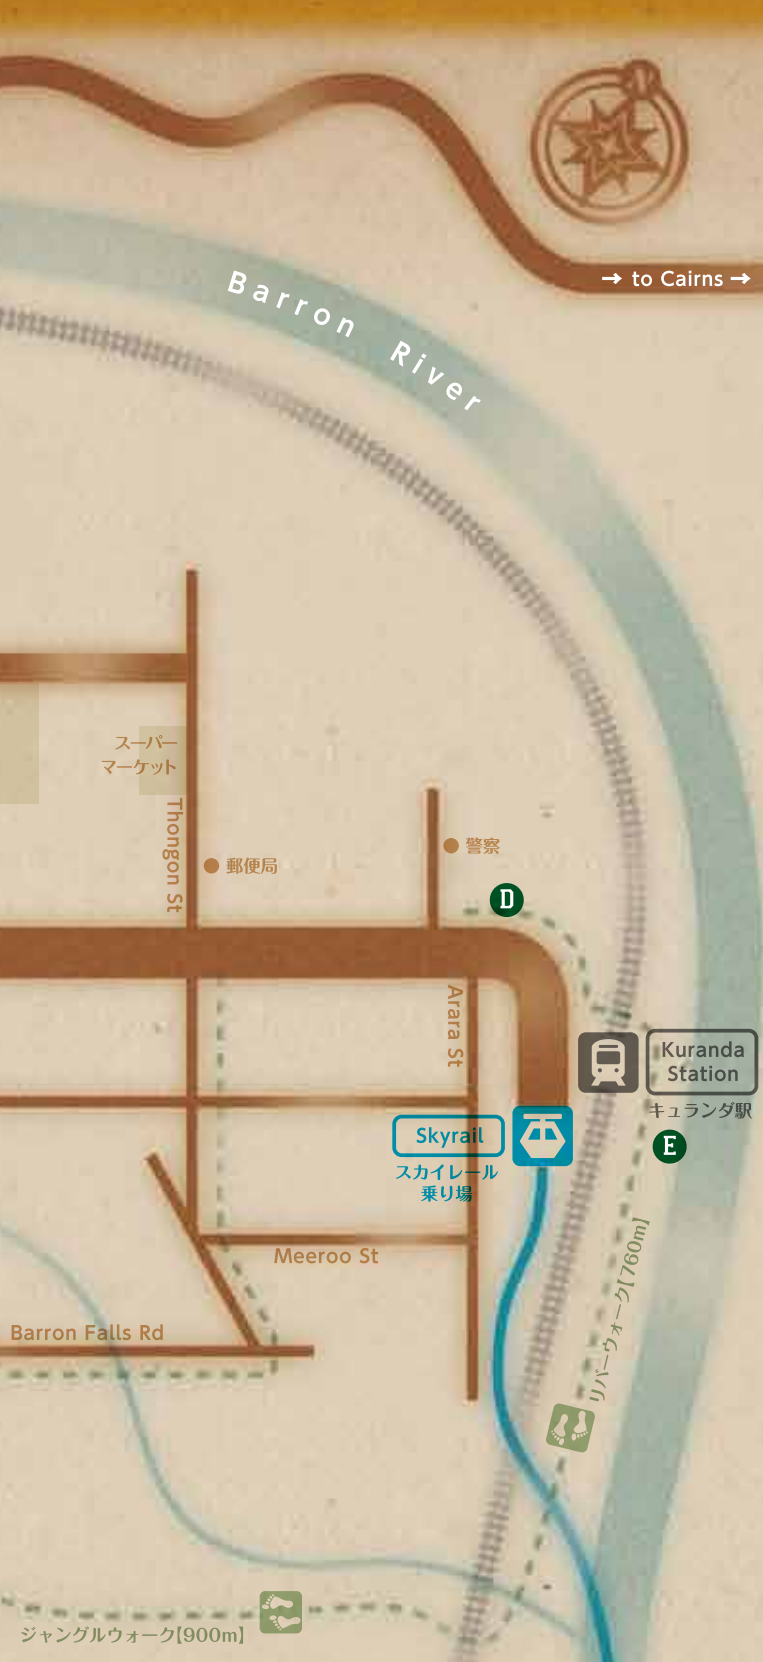 → to Cairns →
Barron River
スーパー
マーケット
Thongon St
郵便局
警察
D
Arara St
Kuranda
Station
キュランダ駅
Skyrail
スカイレール
乗り場
E
Meeroo St
リバーウォーク【760m】
Barron Falls Rd
ジャングルウォーク【900m】